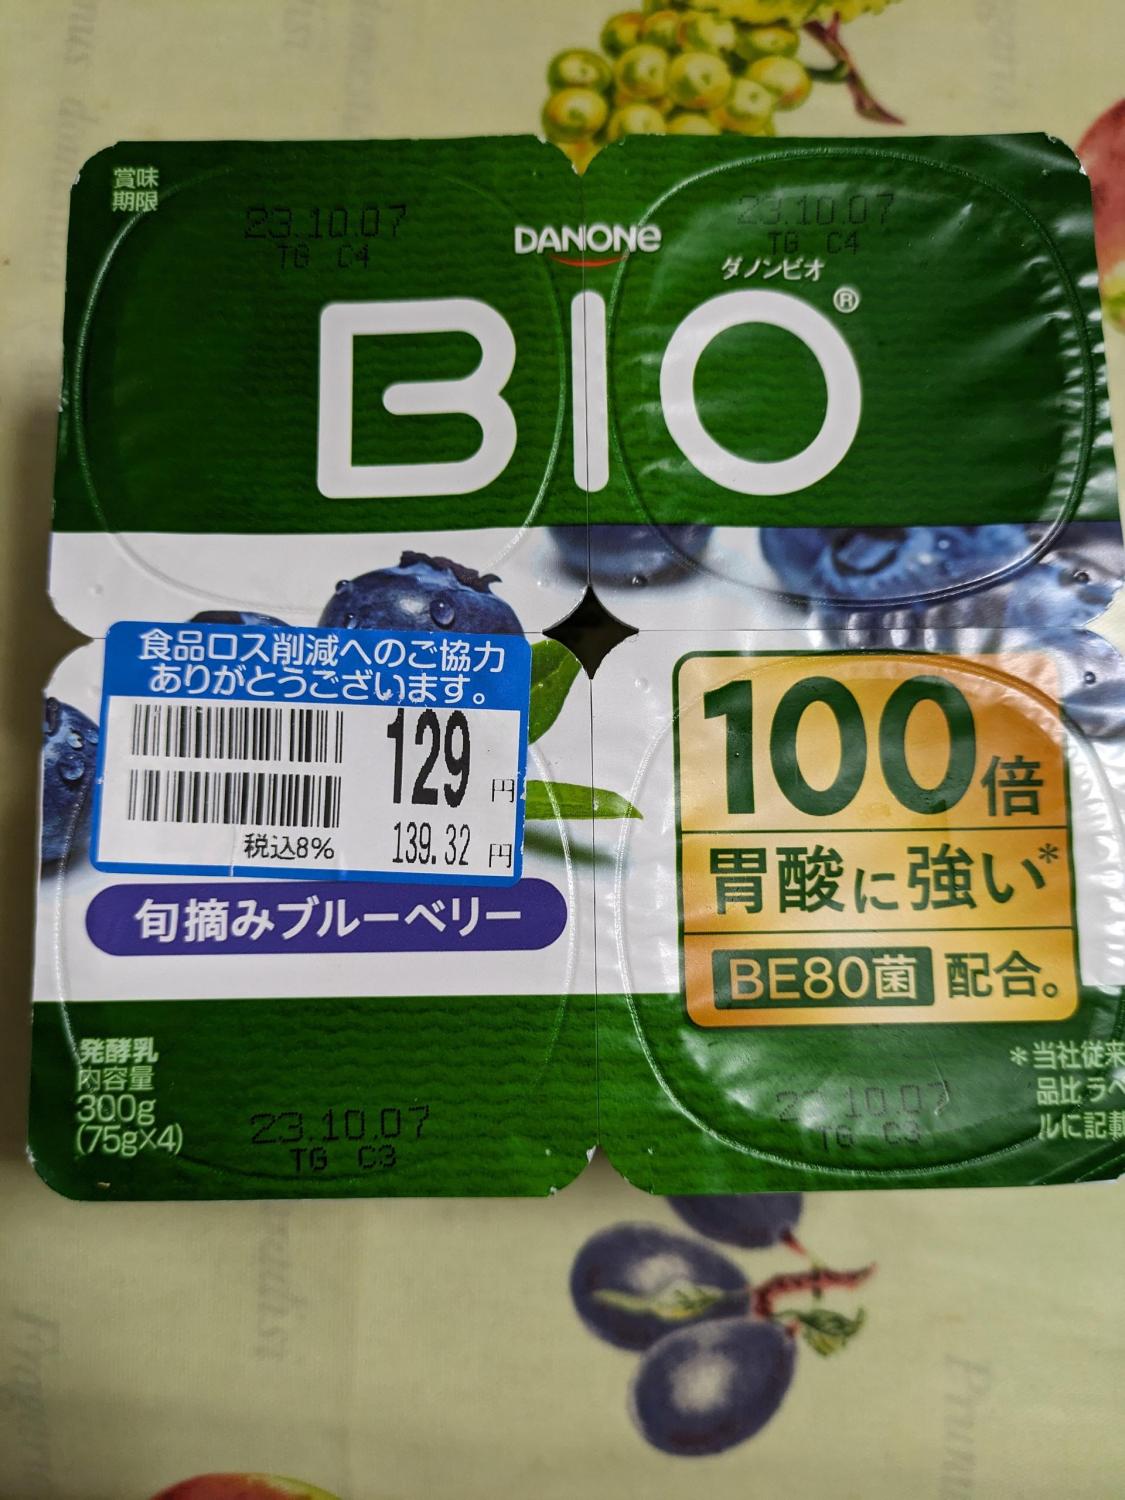 賞味
期限
23.10.07
TG C4
23.10.07
TG C4
DANONE
ダノンビオ
BIO®
食品ロス削減へのご協力
ありがとうございます。
129円
税込8% 139.32円
旬摘みブルーベリー
100倍
胃酸に強い*
BE80菌 配合。
発酵乳
内容量
300g
(75g×4)
23.10.07
TG C3
23.10.07
TG C3
*当社従来
品比 ラベ
ルに記載